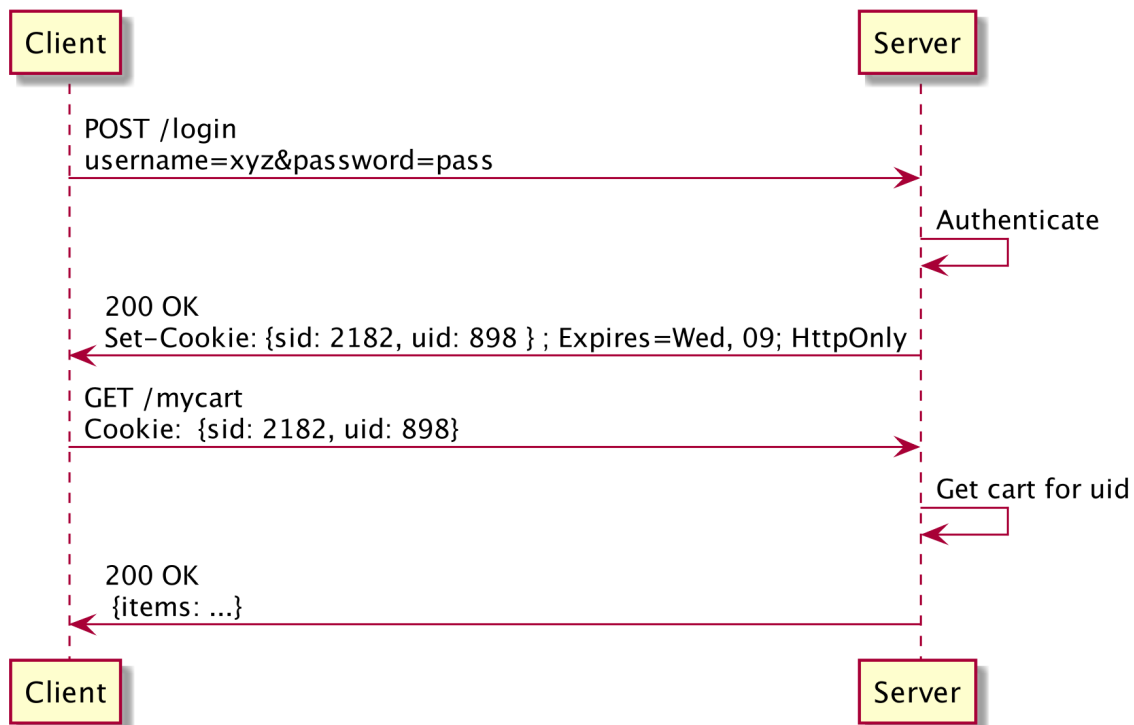 Client
Server
POST /login
username=xyz&password=pass
Authenticate
200 OK
Set-Cookie: {sid: 2182, uid: 898 } ; Expires=Wed, 09; HttpOnly
GET /mycart
Cookie:  {sid: 2182, uid: 898}
Get cart for uid
200 OK
{items: ...}
Client
Server